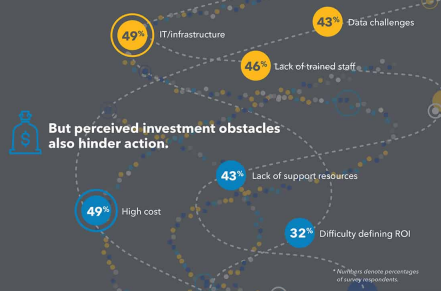 43% Data challenges
49% IT/infrastructure
46% Lack of trained staff
$
But perceived investment obstacles
also hinder action.
43% Lack of support resources
49% High cost
32% Difficulty defining ROI
* Numbers denote percentages
of survey respondents.